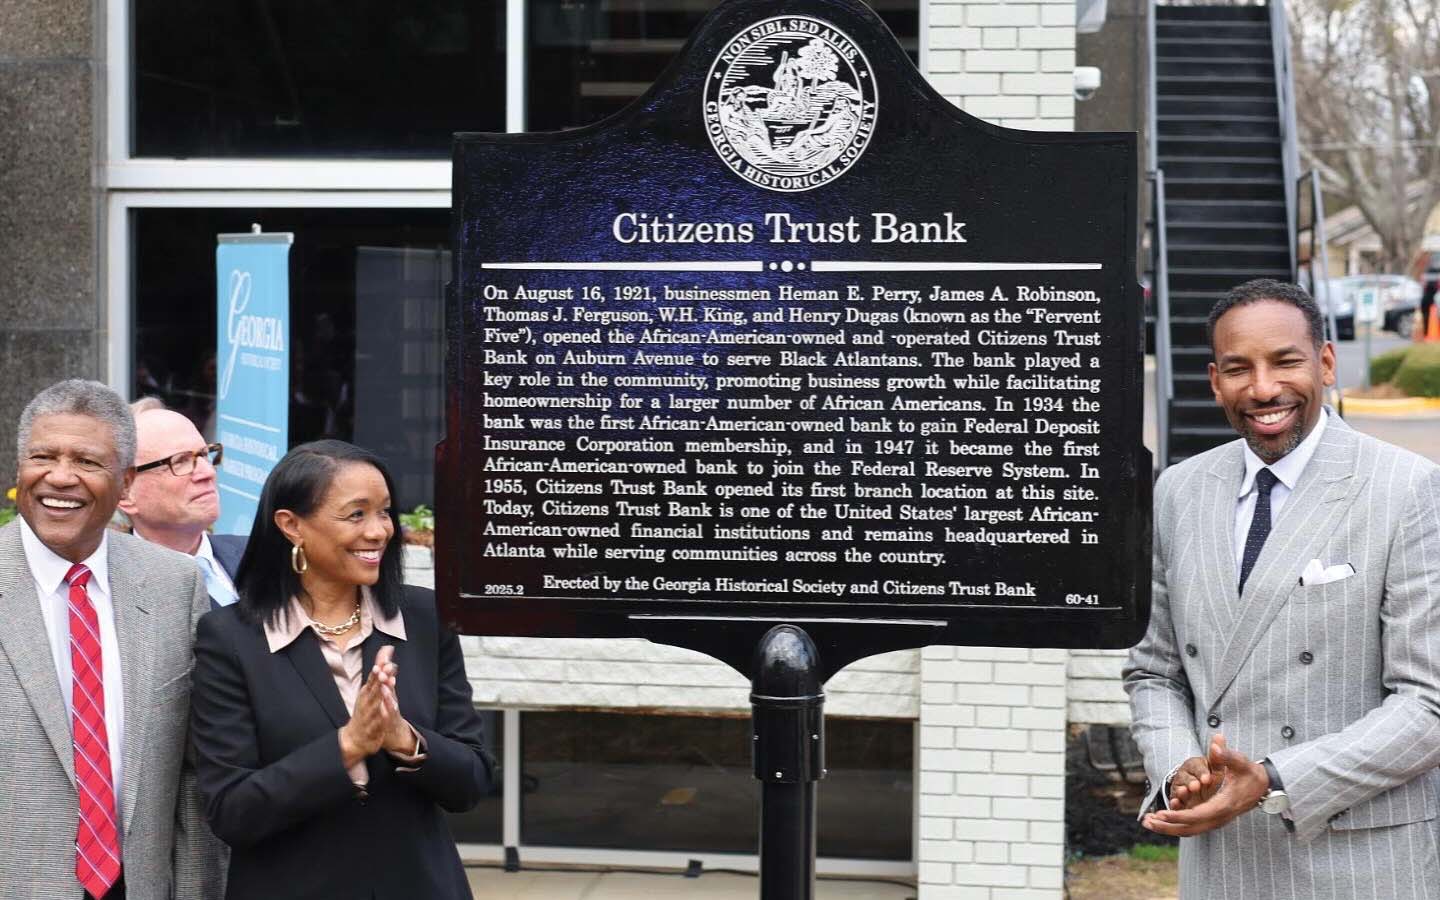 NON SIBI, SED ALIIS.
GEORGIA HISTORICAL SOCIETY
Citizens Trust Bank
On August 16, 1921, businessmen Heman E. Perry, James A. Robinson,
Thomas J. Ferguson, W.H. King, and Henry Dugas (known as the “Fervent
Five”), opened the African-American-owned and -operated Citizens Trust
Bank on Auburn Avenue to serve Black Atlantans. The bank played a
key role in the community, promoting business growth while facilitating
homeownership for a larger number of African Americans. In 1934 the
bank was the first African-American-owned bank to gain Federal Deposit
Insurance Corporation membership, and in 1947 it became the first
African-American-owned bank to join the Federal Reserve System. In
1955, Citizens Trust Bank opened its first branch location at this site.
Today, Citizens Trust Bank is one of the United States' largest African-
American-owned financial institutions and remains headquartered in
Atlanta while serving communities across the country.
2025.2 Erected by the Georgia Historical Society and Citizens Trust Bank 60-41
GEORGIA
HISTORICAL SOCIETY
GEORGIA HISTORICAL
MARKER PROGRAM